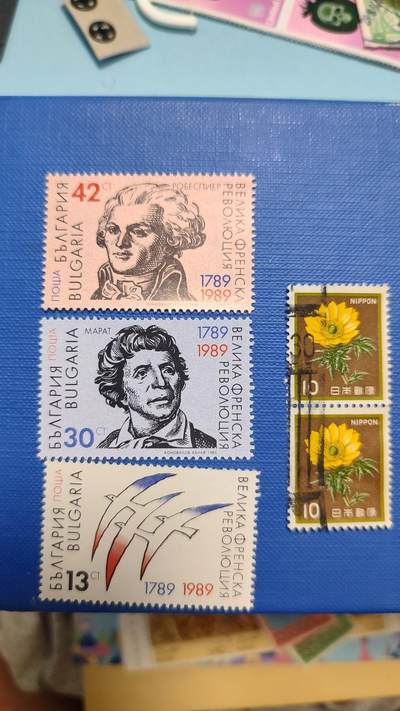 42 СТ
РОБЕСПИЕР
ПОЩА
БЪЛГАРИЯ
BULGARIA
1789
1989
ВЕЛИКА ФРЕНСКА
РЕВОЛЮЦИЯ
МАРАТ
ПОЩА
БЪЛГАРИЯ
BULGARIA
30 СТ
1789
1989
ВЕЛИКА ФРЕНСКА
РЕВОЛЮЦИЯ
ПОЩА
БЪЛГАРИЯ
BULGARIA
13 СТ
1789 1989
ВЕЛИКА ФРЕНСКА
РЕВОЛЮЦИЯ
NIPPON
30
10 日本郵便
NIPPON
10 日本郵便